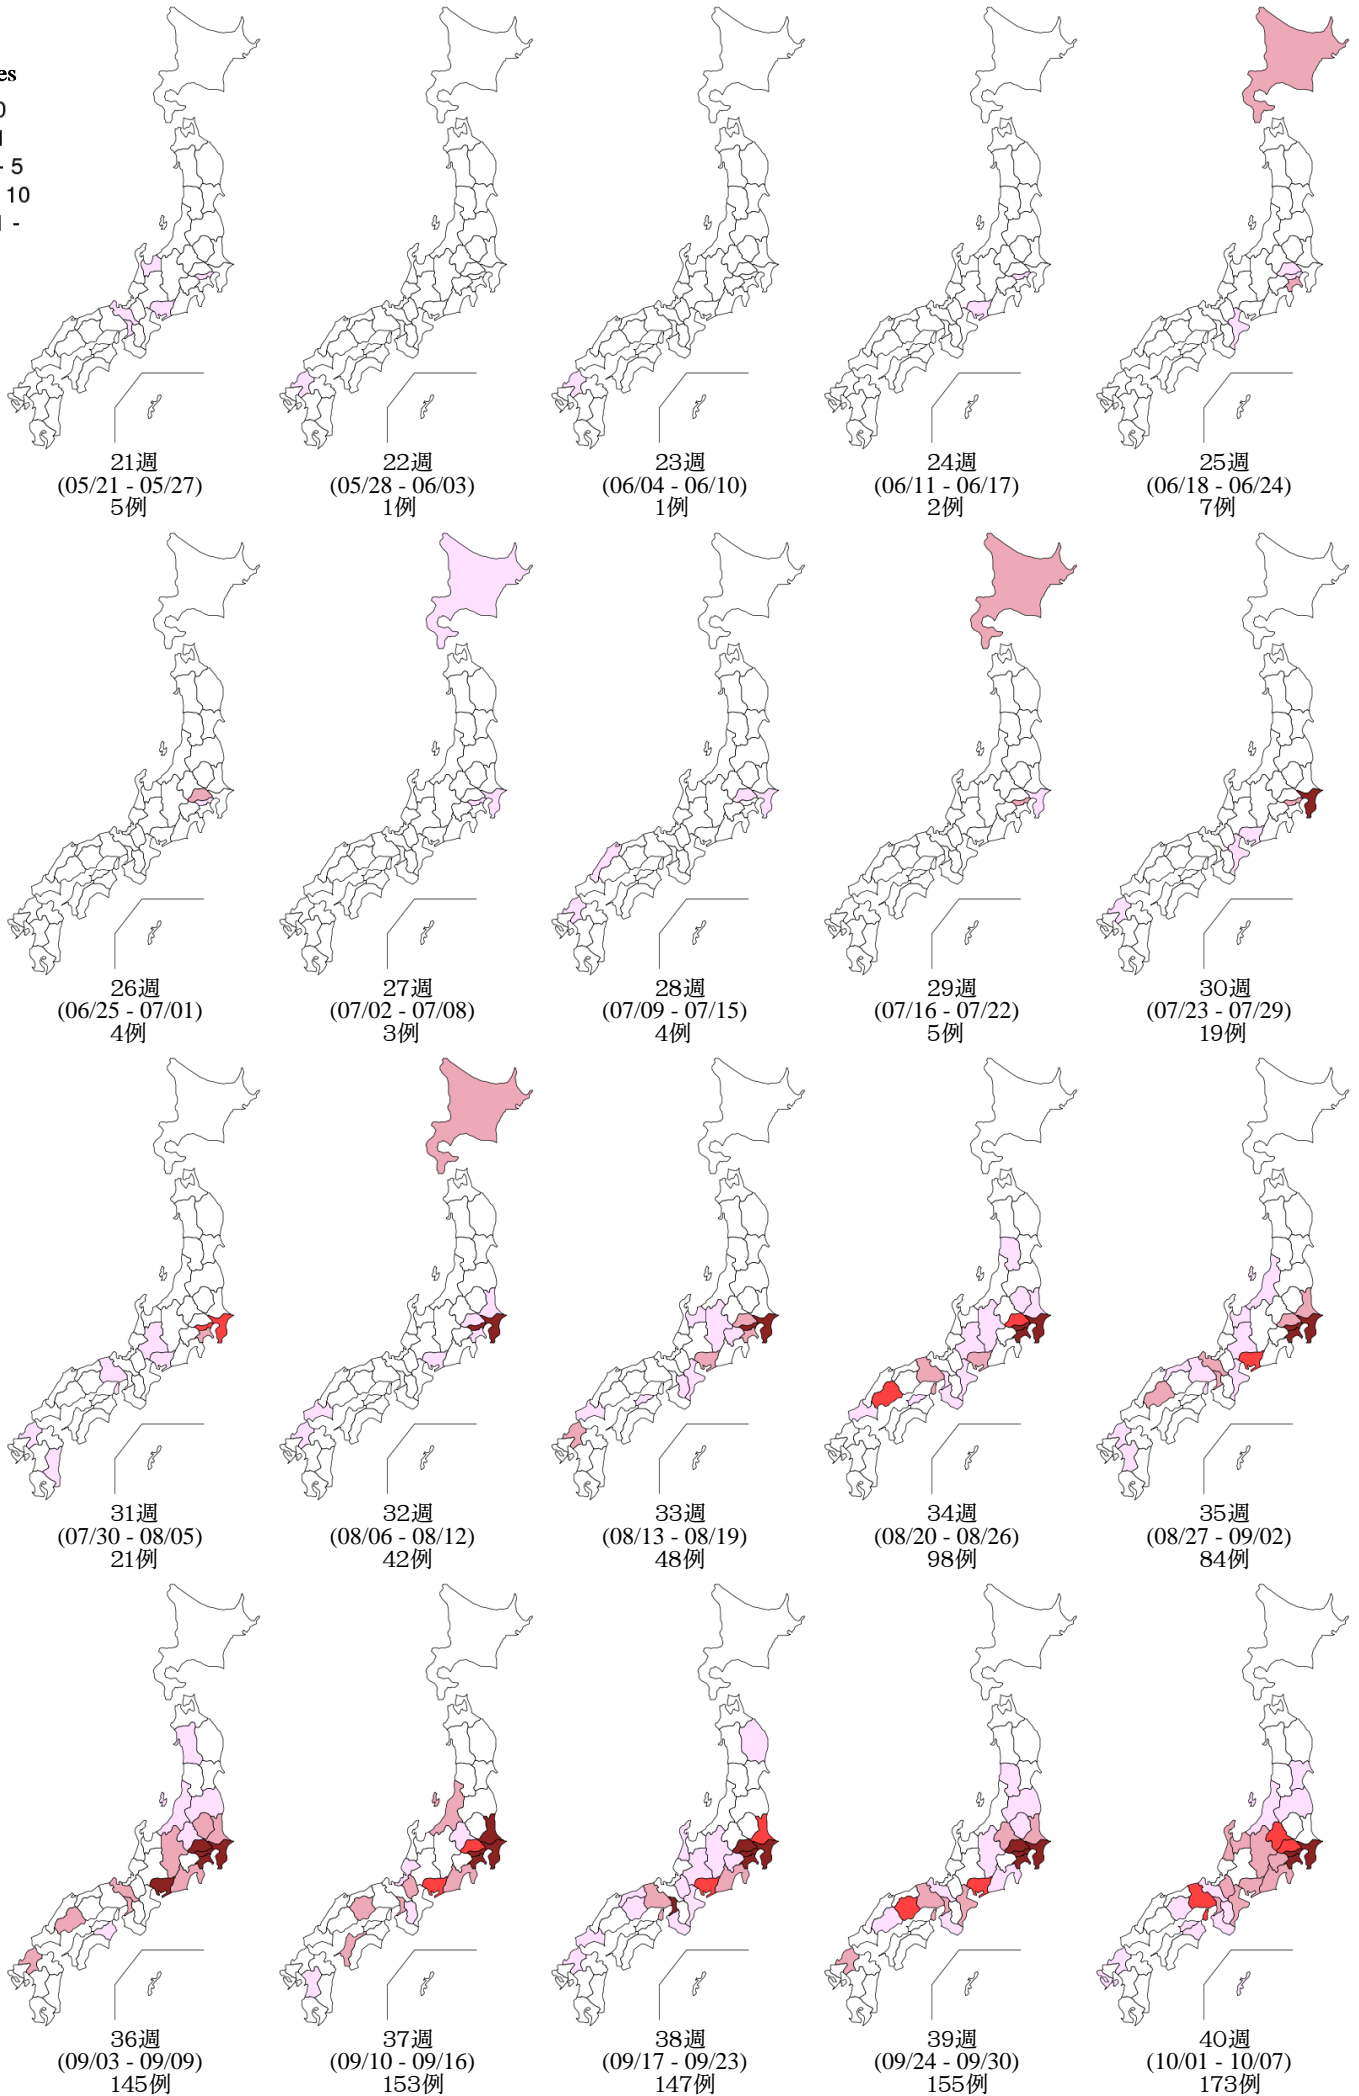 es
0
1
- 5
10
1 -
21週
(05/21 - 05/27)
5例
22週
(05/28 - 06/03)
1例
23週
(06/04 - 06/10)
1例
24週
(06/11 - 06/17)
2例
25週
(06/18 - 06/24)
7例
26週
(06/25 - 07/01)
4例
27週
(07/02 - 07/08)
3例
28週
(07/09 - 07/15)
4例
29週
(07/16 - 07/22)
5例
30週
(07/23 - 07/29)
19例
31週
(07/30 - 08/05)
21例
32週
(08/06 - 08/12)
42例
33週
(08/13 - 08/19)
48例
34週
(08/20 - 08/26)
98例
35週
(08/27 - 09/02)
84例
36週
(09/03 - 09/09)
145例
37週
(09/10 - 09/16)
153例
38週
(09/17 - 09/23)
147例
39週
(09/24 - 09/30)
155例
40週
(10/01 - 10/07)
173例